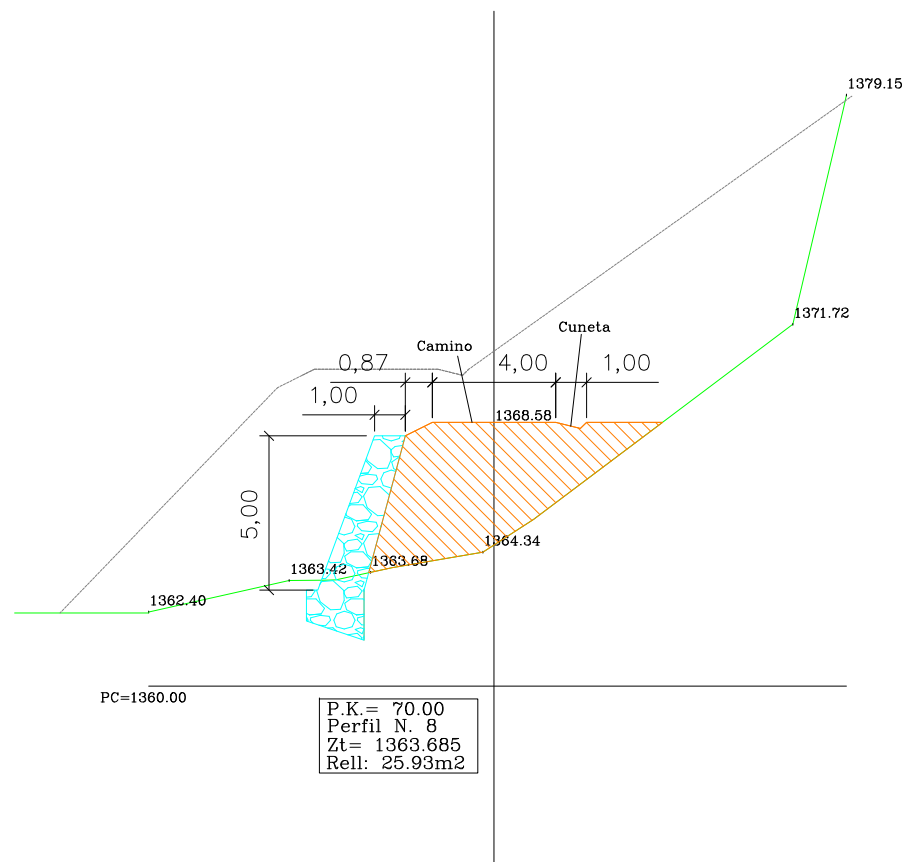 1379.15
1371.72
Cuneta
Camino
0,87
4,00
1,00
1,00
1368.58
5,00
1364.34
1363.68
1363.42
1362.40
PC=1360.00
P.K.= 70.00
Perfil N. 8
Zt= 1363.685
Rell: 25.93m2